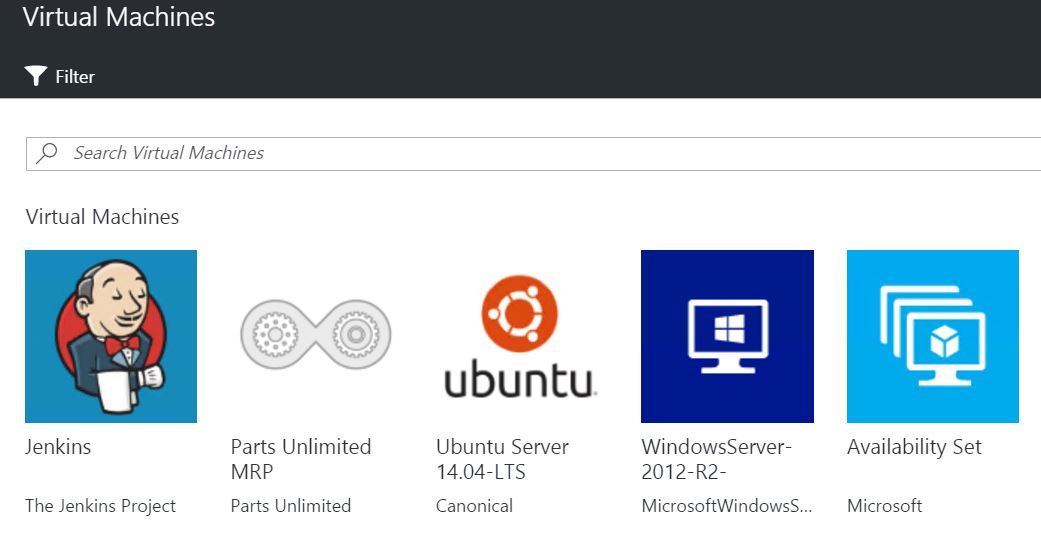 Virtual Machines
Filter
Search Virtual Machines
Virtual Machines
ubuntu
Jenkins
Parts Unlimited
MRP
Ubuntu Server
14.04-LTS
WindowsServer-
2012-R2-
Availability Set
The Jenkins Project
Parts Unlimited
Canonical
MicrosoftWindowsS...
Microsoft